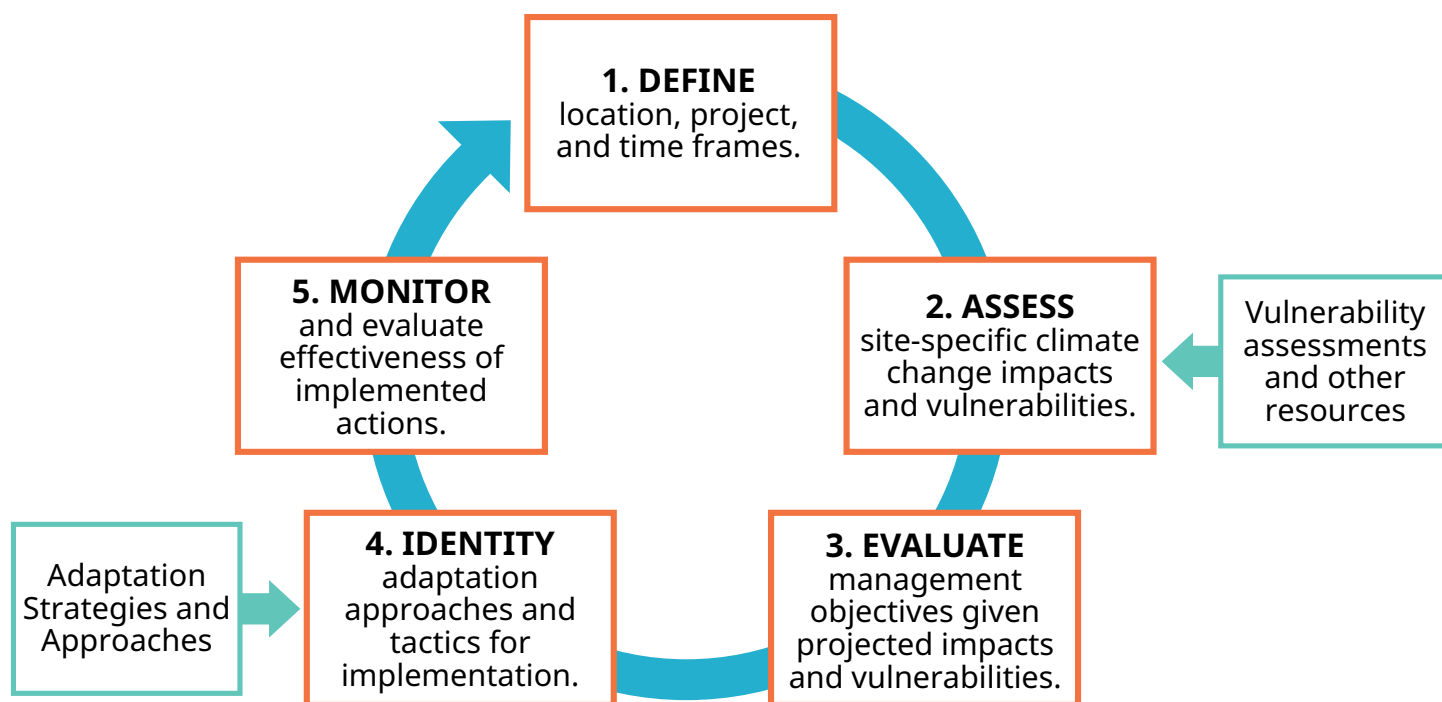 1. DEFINE
location, project,
and time frames.
2. ASSESS
site-specific climate
change impacts
and vulnerabilities.
Vulnerability
assessments
and other
resources
3. EVALUATE
management
objectives given
projected impacts
and vulnerabilities.
4. IDENTITY
adaptation
approaches and
tactics for
implementation.
Adaptation
Strategies and
Approaches
5. MONITOR
and evaluate
effectiveness of
implemented
actions.